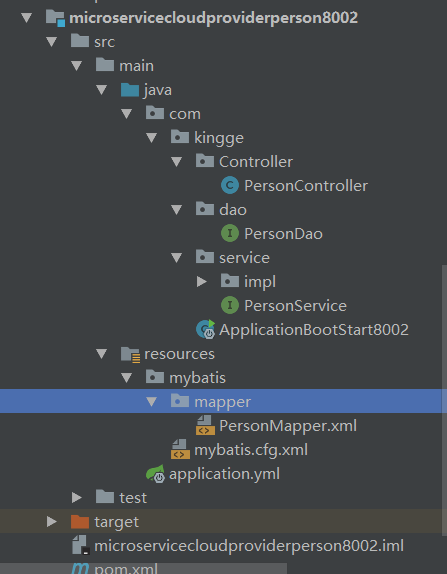 microservicecloudproviderperson8002
src
main
java
com
kingge
Controller
C PersonController
dao
I PersonDao
service
impl
I PersonService
ApplicationBootStart8002
resources
mybatis
mapper
PersonMapper.xml
mybatis.cfg.xml
application.yml
test
target
microservicecloudproviderperson8002.iml
pom.xml